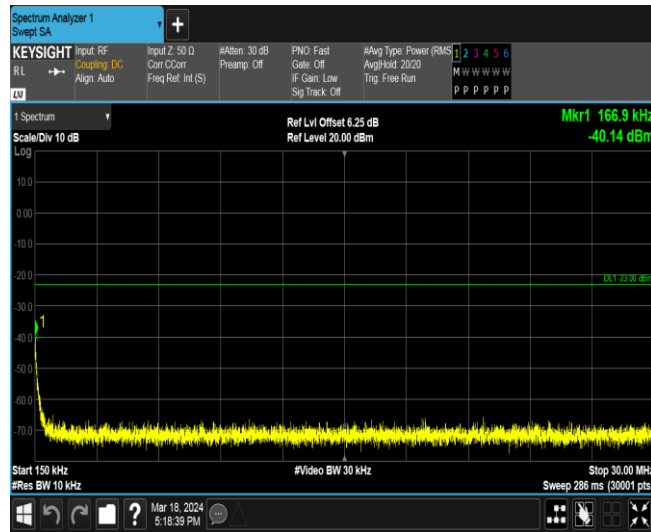 Spectrum Analyzer 1
Swept SA
+
KEYSIGHT
RL
LXI
Input: RF
Coupling: DC
Align: Auto
Input Z: 50 Ω
Corr CCorr
Freq Ref: Int (S)
#Atten: 30 dB
Preamp: Off
PNO: Fast
Gate: Off
IF Gain: Low
Sig Track: Off
#Avg Type: Power (RMS
Avg|Hold: 20/20
Trig: Free Run
1 2 3 4 5 6
M W W W W W
P P P P P P
1 Spectrum
Scale/Div 10 dB
Log
Ref Lvl Offset 6.25 dB
Ref Level 20.00 dBm
Mkr1 166.9 kHz
-40.14 dBm
10.0
0.00
-10.0
-20.0
DL1 -23.00 dBm
-30.0
1
-40.0
-50.0
-60.0
-70.0
Start 150 kHz
#Video BW 30 kHz
Stop 30.00 MHz
#Res BW 10 kHz
Sweep 286 ms (30001 pts)
?
Mar 18, 2024
5:18:39 PM